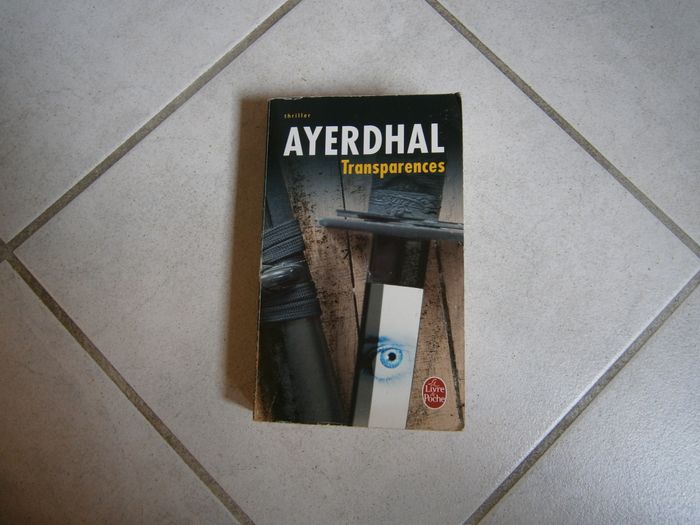 thriller
AYERDHAL
Transparences
Le
Livre
de
Poche